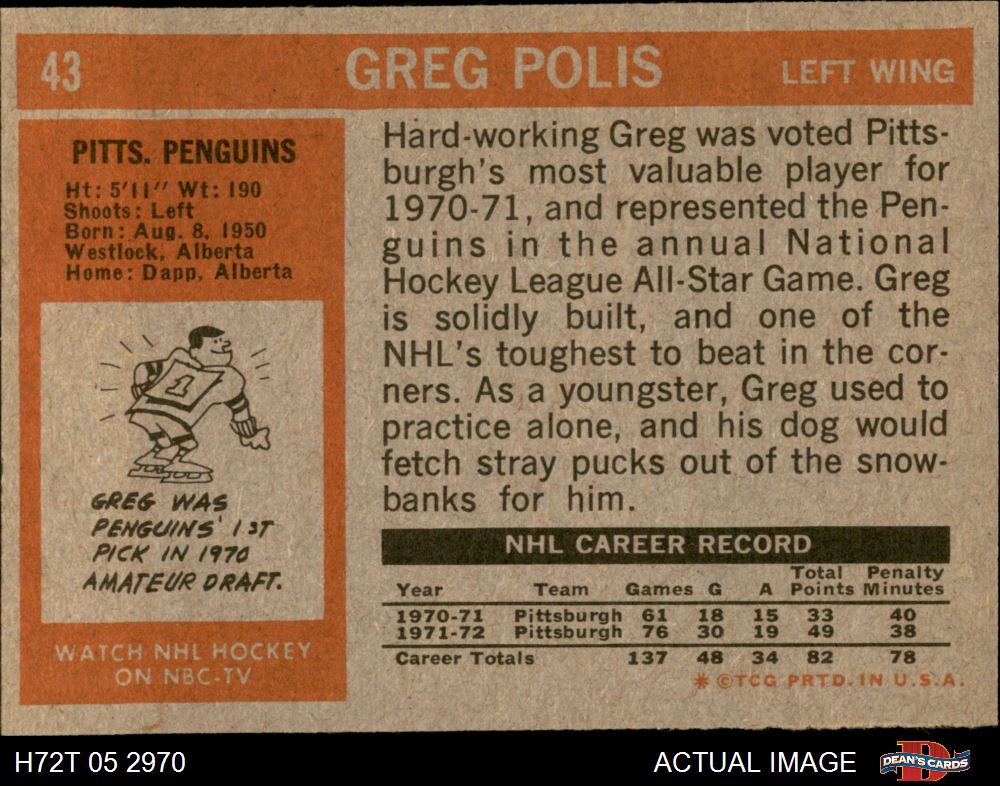 43 GREG POLIS LEFT WING
PITTS. PENGUINS
Ht: 5'11" Wt: 190
Shoots: Left
Born: Aug. 8, 1950
Westlock, Alberta
Home: Dapp, Alberta
1
GREG WAS
PENGUINS' 1ST
PICK IN 1970
AMATEUR DRAFT.
WATCH NHL HOCKEY
ON NBC-TV
Hard-working Greg was voted Pitts-
burgh's most valuable player for
1970-71, and represented the Pen-
guins in the annual National
Hockey League All-Star Game. Greg
is solidly built, and one of the
NHL's toughest to beat in the cor-
ners. As a youngster, Greg used to
practice alone, and his dog would
fetch stray pucks out of the snow-
banks for him.
NHL CAREER RECORD
Total Penalty
Year Team Games G A Points Minutes
1970-71 Pittsburgh 61 18 15 33 40
1971-72 Pittsburgh 76 30 19 49 38
Career Totals 137 48 34 82 78
* ©TCG PRTD. IN U.S.A.
H72T 05 2970 ACTUAL IMAGE D DEAN'S CARDS